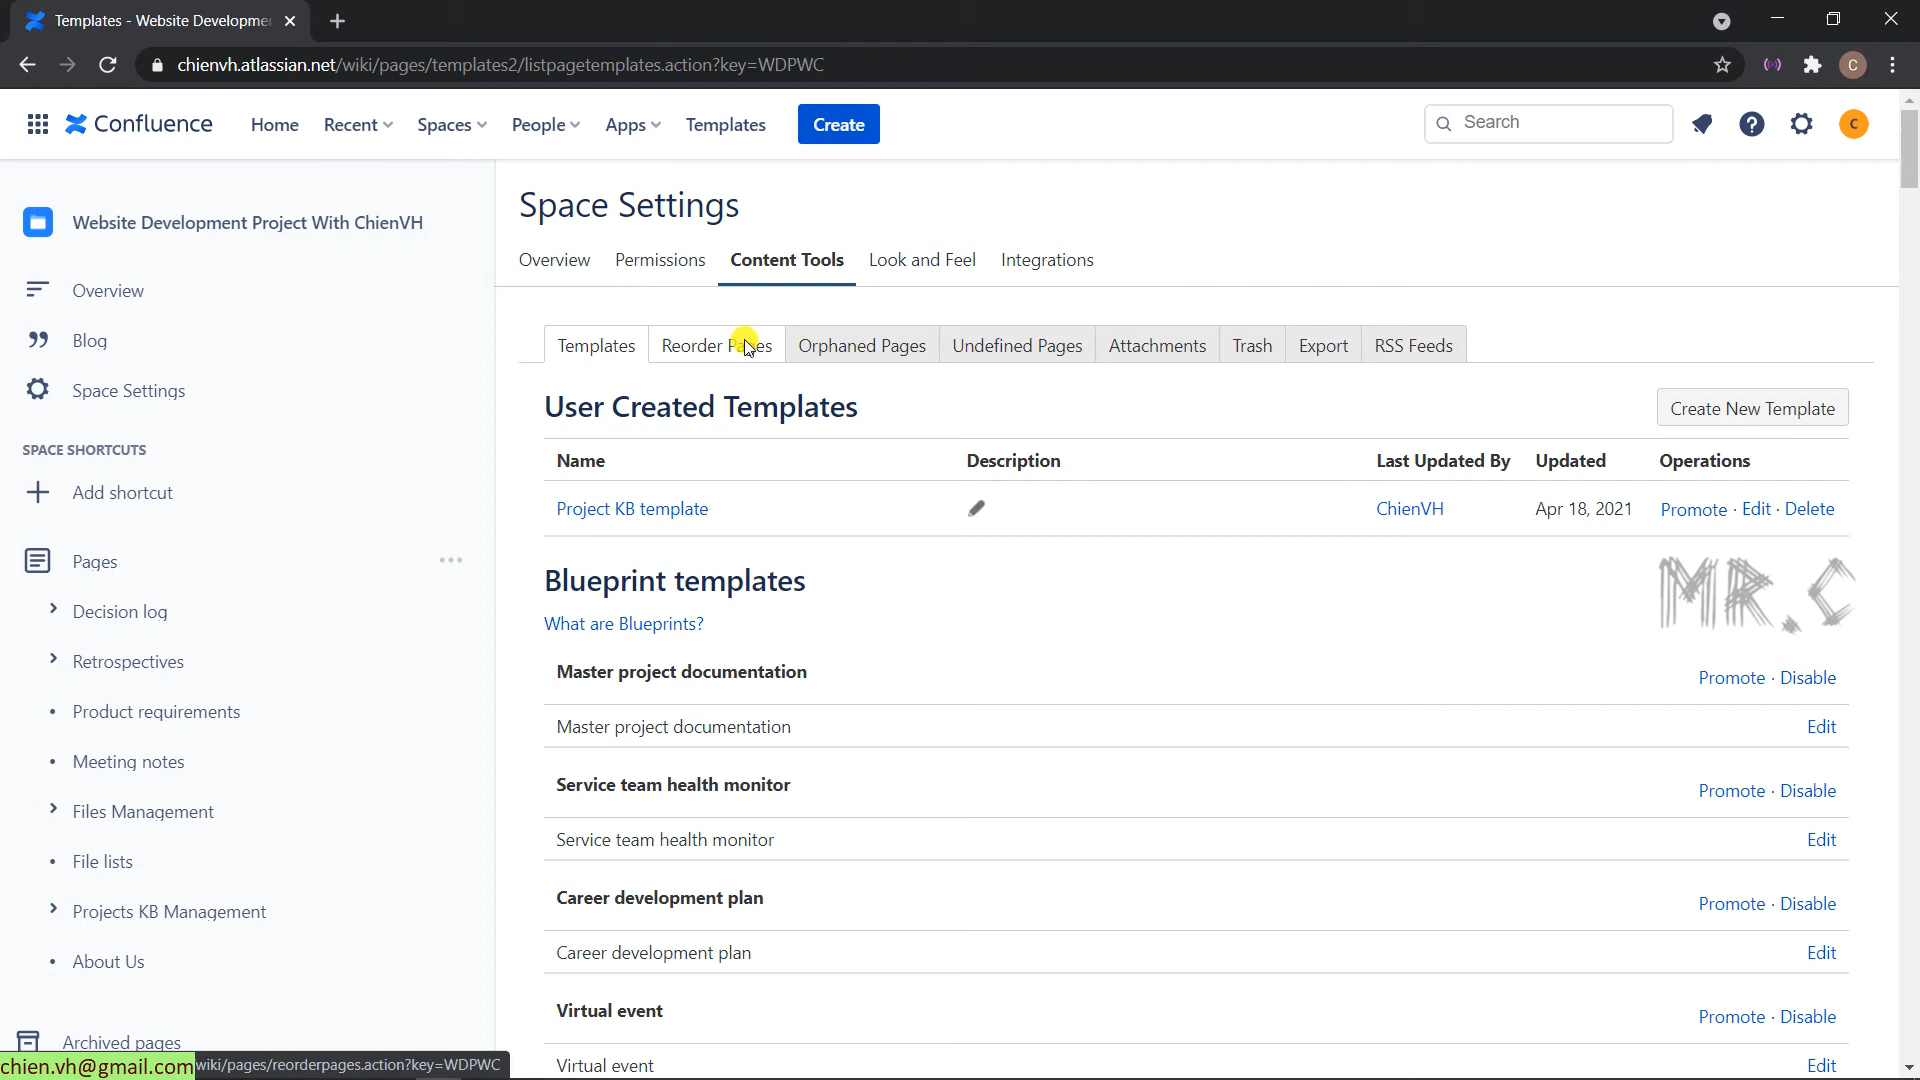 Templates - Website Developme
chienvh.atlassian.net/wiki/pages/templates2/listpagetemplates.action?key=WDPWC
C
Confluence
Home
Recent
Spaces
People
Apps
Templates
Create
Search
C
Website Development Project With ChienVH
Overview
Blog
Space Settings
SPACE SHORTCUTS
Add shortcut
Pages
Decision log
Retrospectives
Product requirements
Meeting notes
Files Management
File lists
Projects KB Management
About Us
Archived pages
chien.vh@gmail.com
wiki/pages/reorderpages.action?key=WDPWC
Space Settings
Overview Permissions Content Tools Look and Feel Integrations
Templates Reorder Pages Orphaned Pages Undefined Pages Attachments Trash Export RSS Feeds
User Created Templates
Create New Template
Name Description Last Updated By Updated Operations
Project KB template ChienVH Apr 18, 2021 Promote · Edit · Delete
MR.C
Blueprint templates
What are Blueprints?
Master project documentation Promote · Disable
Master project documentation Edit
Service team health monitor Promote · Disable
Service team health monitor Edit
Career development plan Promote · Disable
Career development plan Edit
Virtual event Promote · Disable
Virtual event Edit